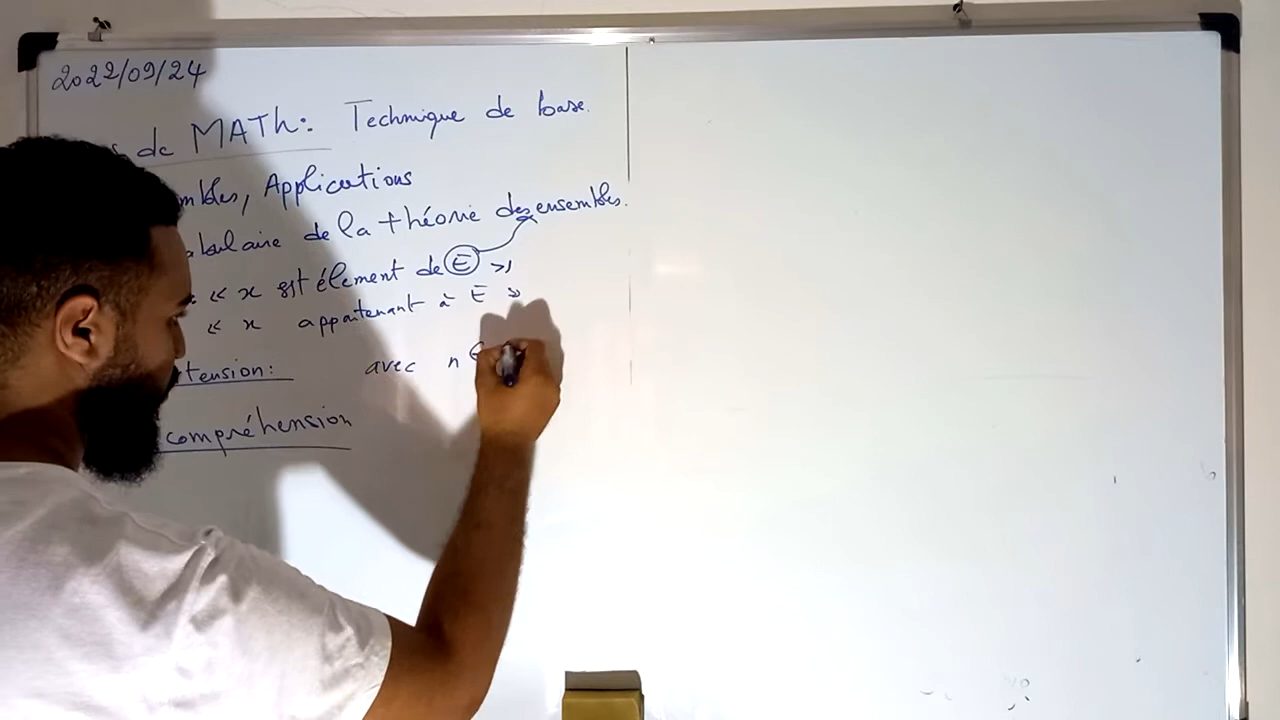 2022/09/24
de MATh: Technique de base.
mbles, Applications
abulaire de la théorie des ensembles.
« x est élément de E »
« x appartenant à E »
tension: avec n ∈
compréhension